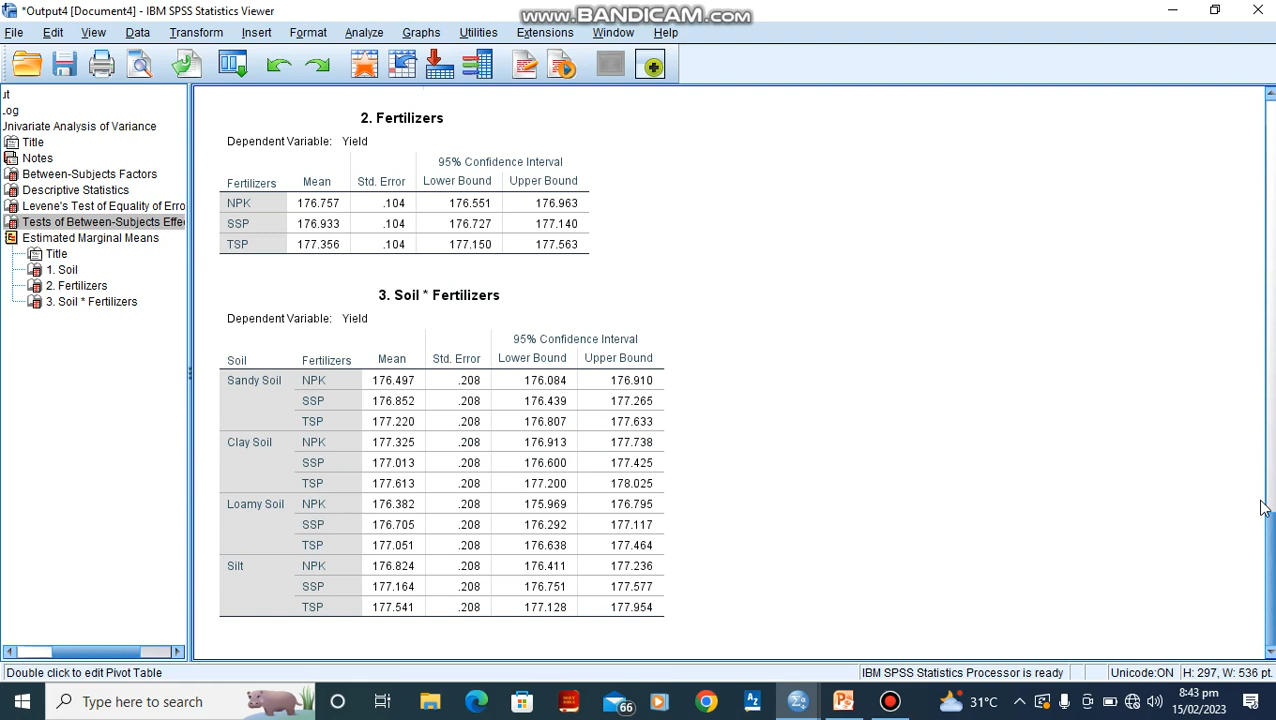 *Output4 [Document4] - IBM SPSS Statistics Viewer
www.BANDICAM.com
File Edit View Data Transform Insert Format Analyze Graphs Utilities Extensions Window Help
ut
Log
Univariate Analysis of Variance
Title
Notes
Between-Subjects Factors
Descriptive Statistics
Levene's Test of Equality of Erro
Tests of Between-Subjects Effe
Estimated Marginal Means
Title
1. Soil
2. Fertilizers
3. Soil * Fertilizers
2. Fertilizers
Dependent Variable: Yield
95% Confidence Interval
Fertilizers Mean Std. Error Lower Bound Upper Bound
NPK 176.757 .104 176.551 176.963
SSP 176.933 .104 176.727 177.140
TSP 177.356 .104 177.150 177.563
3. Soil * Fertilizers
Dependent Variable: Yield
95% Confidence Interval
Soil Fertilizers Mean Std. Error Lower Bound Upper Bound
Sandy Soil NPK 176.497 .208 176.084 176.910
SSP 176.852 .208 176.439 177.265
TSP 177.220 .208 176.807 177.633
Clay Soil NPK 177.325 .208 176.913 177.738
SSP 177.013 .208 176.600 177.425
TSP 177.613 .208 177.200 178.025
Loamy Soil NPK 176.382 .208 175.969 176.795
SSP 176.705 .208 176.292 177.117
TSP 177.051 .208 176.638 177.464
Silt NPK 176.824 .208 176.411 177.236
SSP 177.164 .208 176.751 177.577
TSP 177.541 .208 177.128 177.954
Double click to edit Pivot Table
IBM SPSS Statistics Processor is ready
Unicode:ON
H: 297, W: 536 pt.
Type here to search
66
31°C
8:43 pm
15/02/2023